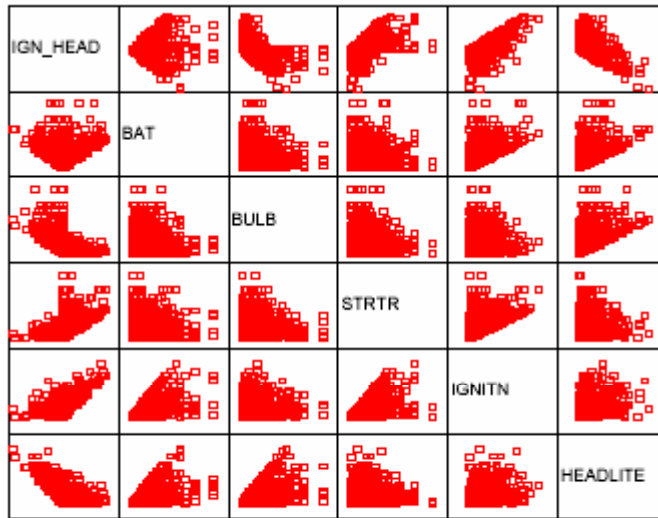 IGN_HEAD
BAT
BULB
STRTR
IGNITN
HEADLITE